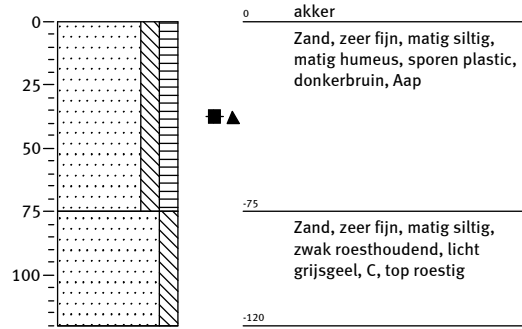 0
25
50
75
100
0 akker
Zand, zeer fijn, matig siltig,
matig humeus, sporen plastic,
donkerbruin, Aap
-75
Zand, zeer fijn, matig siltig,
zwak roesthoudend, licht
grijsgeel, C, top roestig
-120